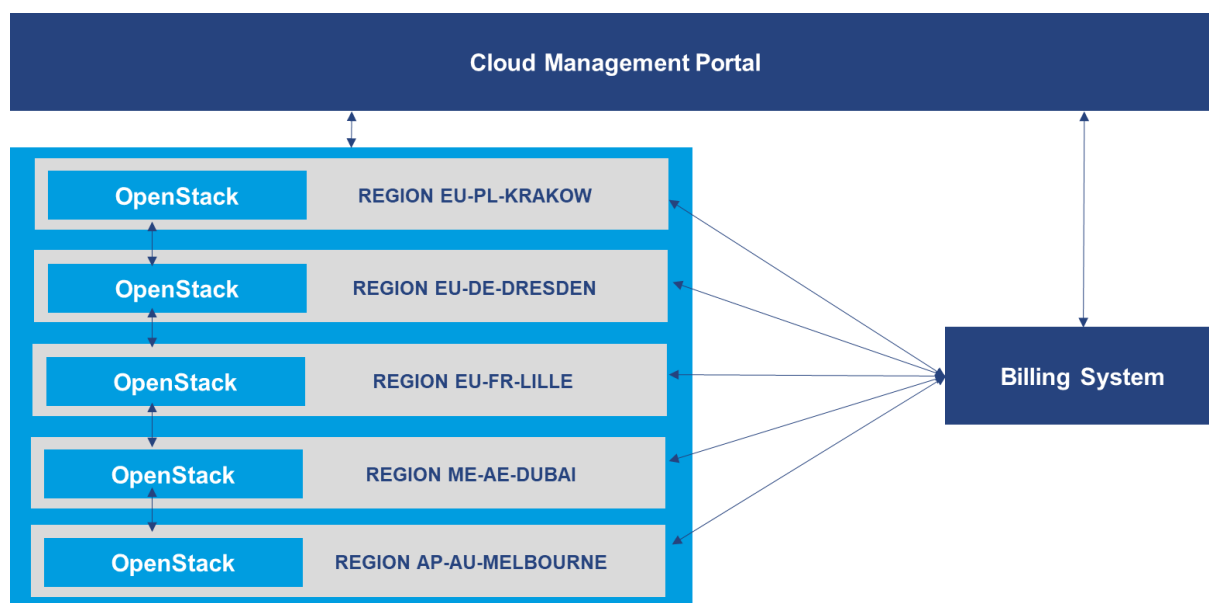 Cloud Management Portal
OpenStack
REGION EU-PL-KRAKOW
OpenStack
REGION EU-DE-DRESDEN
OpenStack
REGION EU-FR-LILLE
Billing System
OpenStack
REGION ME-AE-DUBAI
OpenStack
REGION AP-AU-MELBOURNE